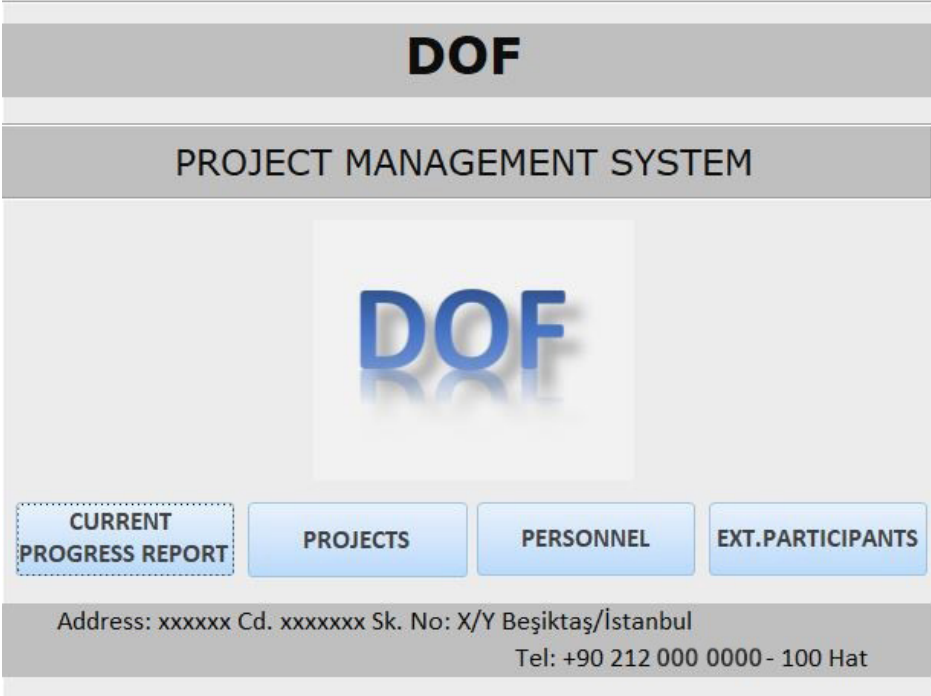 DOF
PROJECT MANAGEMENT SYSTEM
DOF
CURRENT
PROGRESS REPORT
PROJECTS
PERSONNEL
EXT.PARTICIPANTS
Address: xxxxxx Cd. xxxxxxx Sk. No: X/Y Beşiktaş/İstanbul
Tel: +90 212 000 0000 - 100 Hat